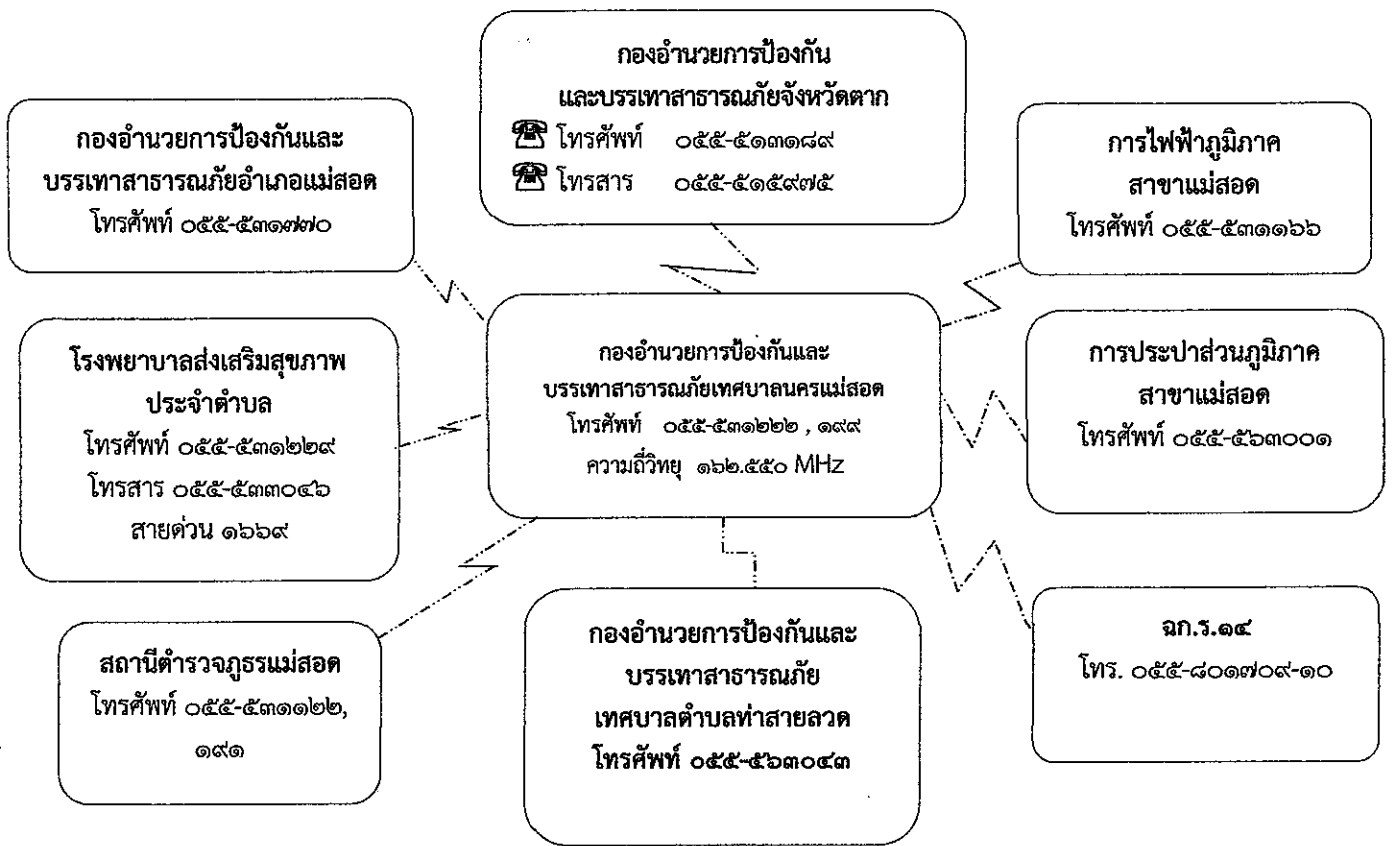 กองอำนวยการป้องกัน
และบรรเทาสาธารณภัยจังหวัดตาก
โทรศัพท์ ๐๕๕-๕๑๓๑๘๙
โทรสาร ๐๕๕-๕๑๕๙๗๕
กองอำนวยการป้องกันและ
บรรเทาสาธารณภัยอำเภอแม่สอด
โทรศัพท์ ๐๕๕-๕๓๑๗๗๐
การไฟฟ้าภูมิภาค
สาขาแม่สอด
โทรศัพท์ ๐๕๕-๕๓๑๑๖๖
โรงพยาบาลส่งเสริมสุขภาพ
ประจำตำบล
โทรศัพท์ ๐๕๕-๕๓๑๒๒๙
โทรสาร ๐๕๕-๕๓๓๐๔๖
สายด่วน ๑๖๖๙
กองอำนวยการป้องกันและ
บรรเทาสาธารณภัยเทศบาลนครแม่สอด
โทรศัพท์ ๐๕๕-๕๓๑๒๒๒ , ๑๙๙
ความถี่วิทยุ ๑๖๒.๕๕๐ MHz
การประปาส่วนภูมิภาค
สาขาแม่สอด
โทรศัพท์ ๐๕๕-๕๖๓๐๐๑
สถานีตำรวจภูธรแม่สอด
โทรศัพท์ ๐๕๕-๕๓๑๑๒๒,
๑๙๑
กองอำนวยการป้องกันและ
บรรเทาสาธารณภัย
เทศบาลตำบลท่าสายลวด
โทรศัพท์ ๐๕๕-๕๖๓๐๔๓
ฉก.ร.๑๔
โทร. ๐๕๕-๘๐๑๗๐๙-๑๐